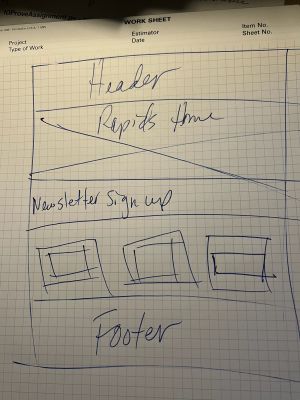 WORK SHEET
Project
Type of Work
Estimator
Date
Item No.
Sheet No.
Header
Rapids Home
Newsletter Sign up
Footer